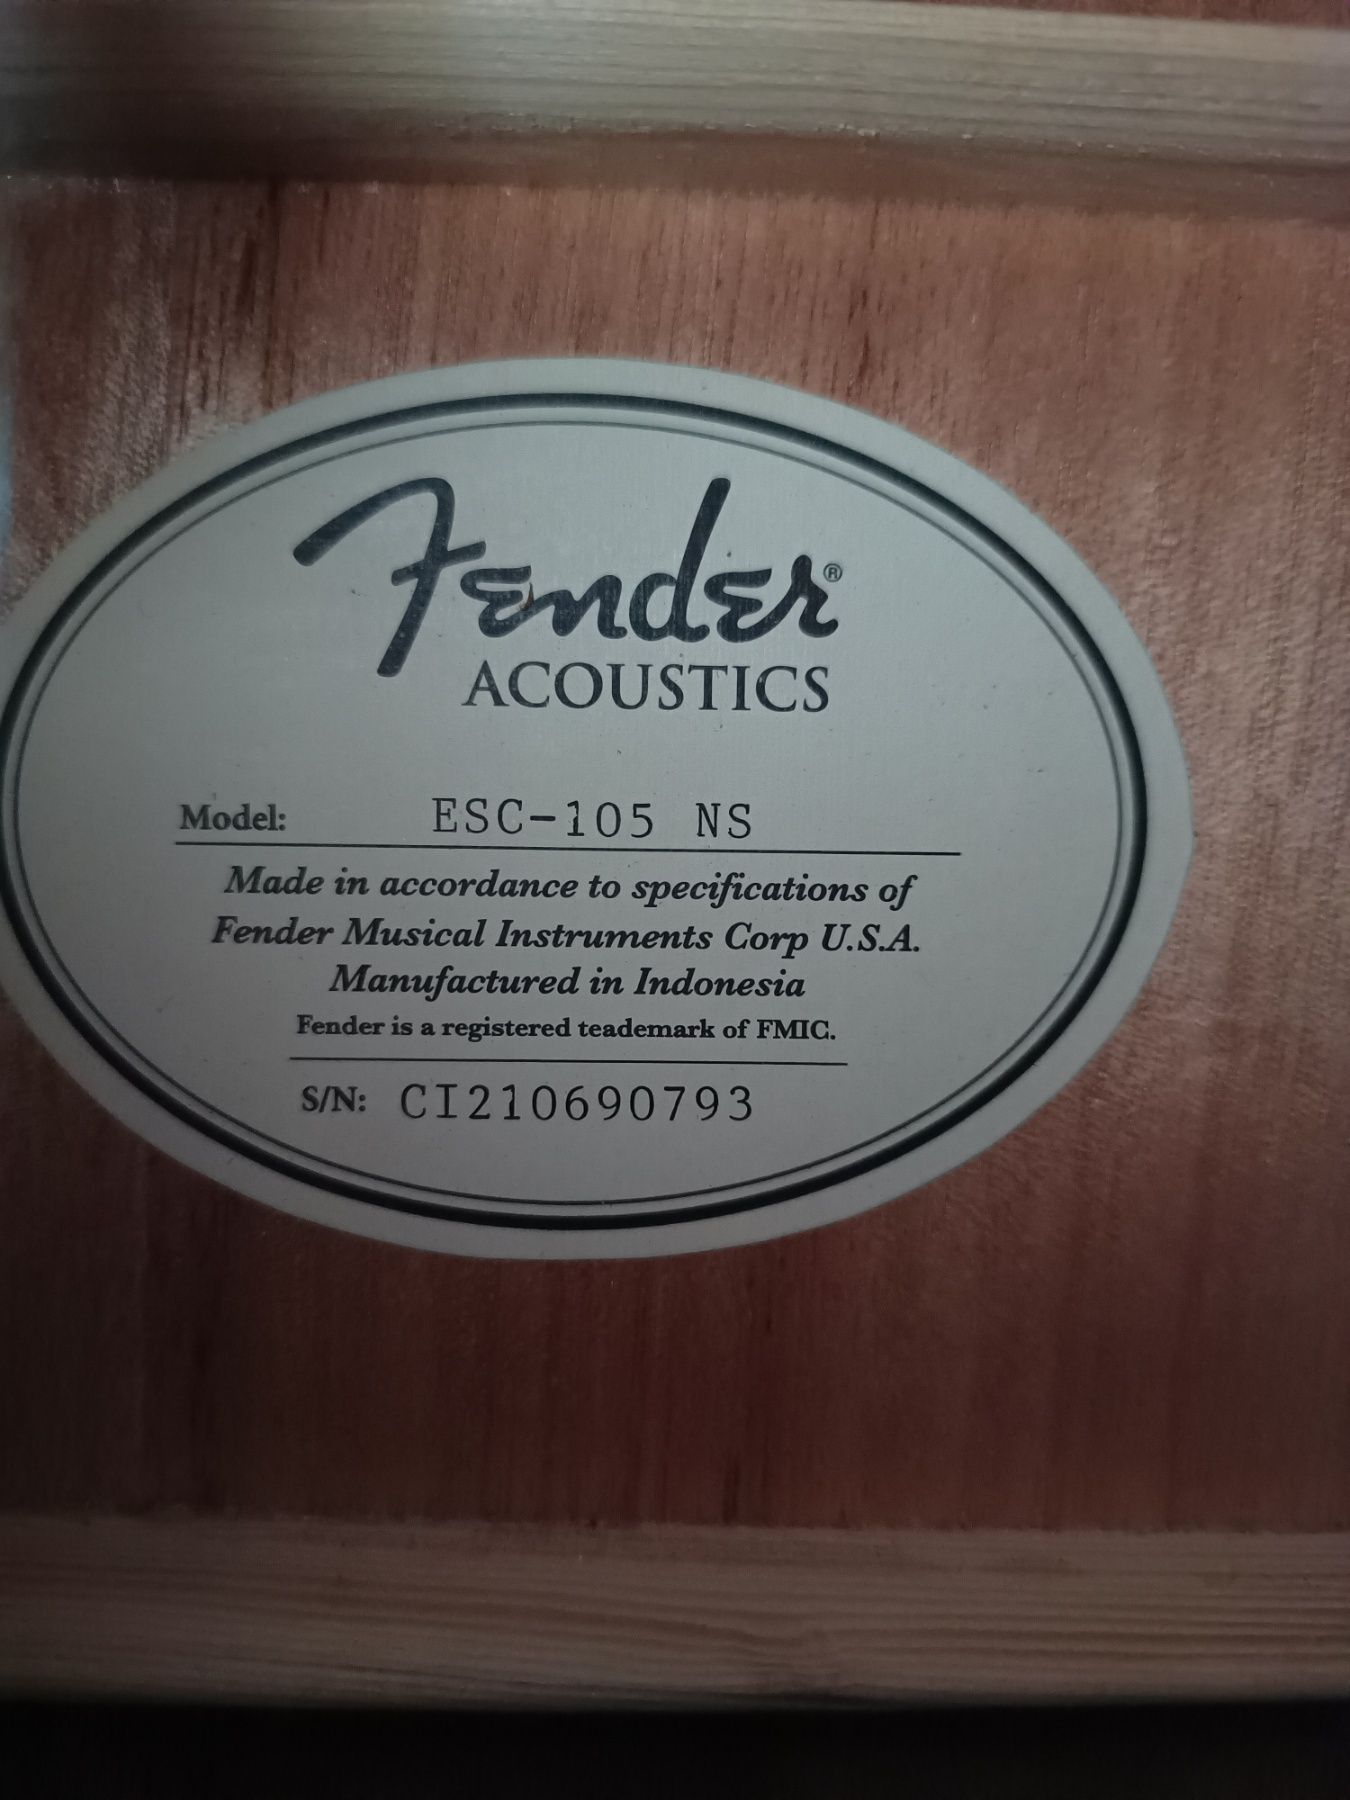 Fender®
ACOUSTICS
Model: ESC-105 NS
Made in accordance to specifications of
Fender Musical Instruments Corp U.S.A.
Manufactured in Indonesia
Fender is a registered teademark of FMIC.
S/N: CI210690793